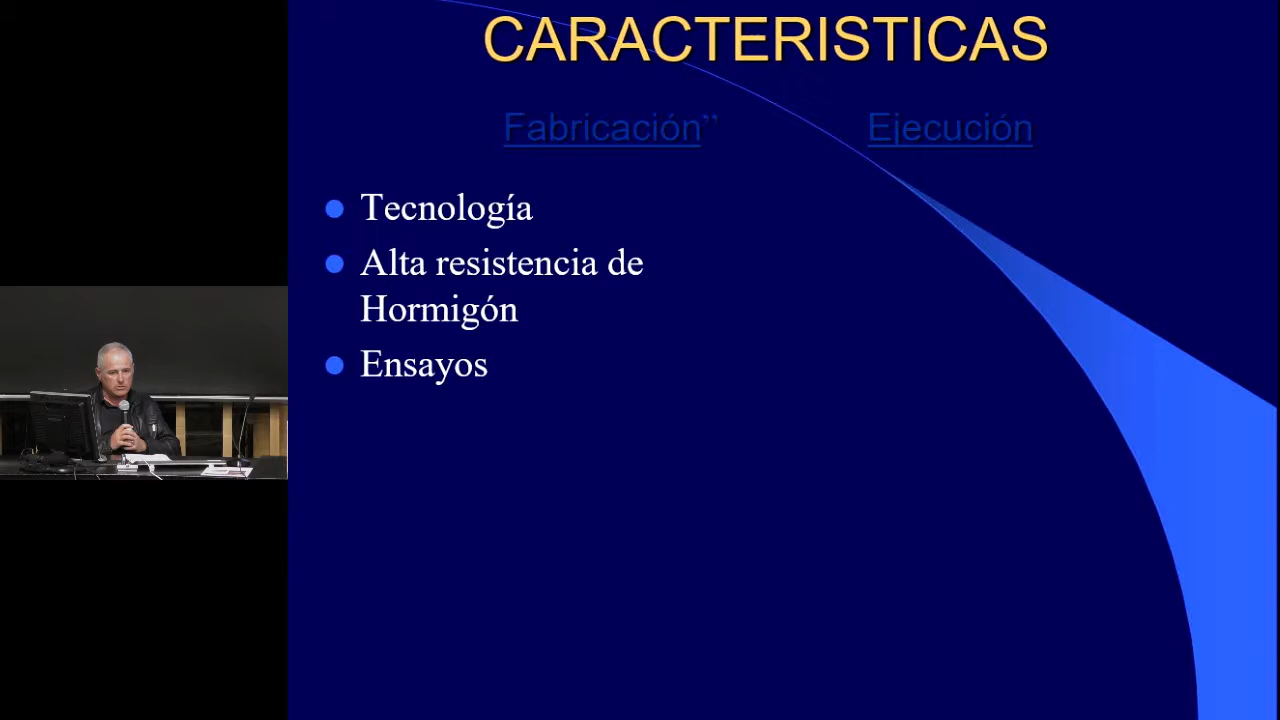 CARACTERISTICAS
Fabricación” Ejecución
Tecnología
Alta resistencia de
Hormigón
Ensayos